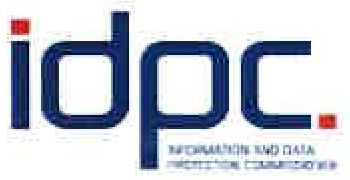 idpc.
INFORMATION AND DATA
PROTECTION COMMISSIONER